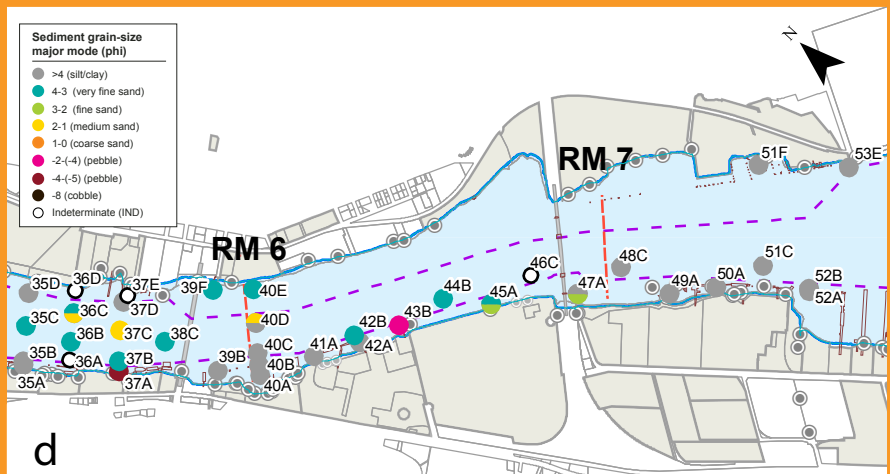 Sediment grain-size
major mode (phi)
>4 (silt/clay)
4-3 (very fine sand)
3-2 (fine sand)
2-1 (medium sand)
1-0 (coarse sand)
-2(-4) (pebble)
-4-(-5) (pebble)
-8 (cobble)
Indeterminate (IND)
N
RM 7
51F
53E
RM 6
46C
48C
51C
35D
36D
37E
39F
40E
44B
45A
47A
49A
50A
52B
52A
36C
37D
35C
37C
40D
43B
36B
38C
42B
42A
35B
36A
37B
39B
40C
41A
40B
35A
37A
40A
d